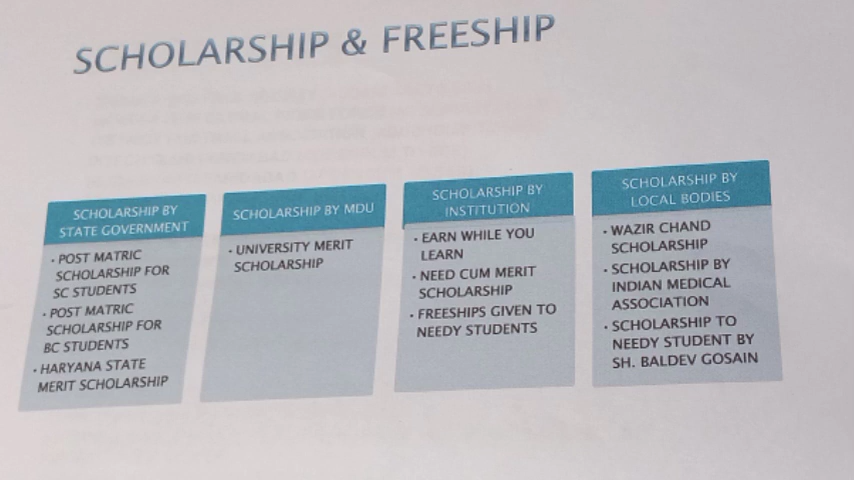 SCHOLARSHIP & FREESHIP
SCHOLARSHIP BY
STATE GOVERNMENT
• POST MATRIC
SCHOLARSHIP FOR
SC STUDENTS
• POST MATRIC
SCHOLARSHIP FOR
BC STUDENTS
• HARYANA STATE
MERIT SCHOLARSHIP
SCHOLARSHIP BY MDU
• UNIVERSITY MERIT
SCHOLARSHIP
SCHOLARSHIP BY
INSTITUTION
• EARN WHILE YOU
LEARN
• NEED CUM MERIT
SCHOLARSHIP
• FREESHIPS GIVEN TO
NEEDY STUDENTS
SCHOLARSHIP BY
LOCAL BODIES
• WAZIR CHAND
SCHOLARSHIP
• SCHOLARSHIP BY
INDIAN MEDICAL
ASSOCIATION
• SCHOLARSHIP TO
NEEDY STUDENT BY
SH. BALDEV GOSAIN